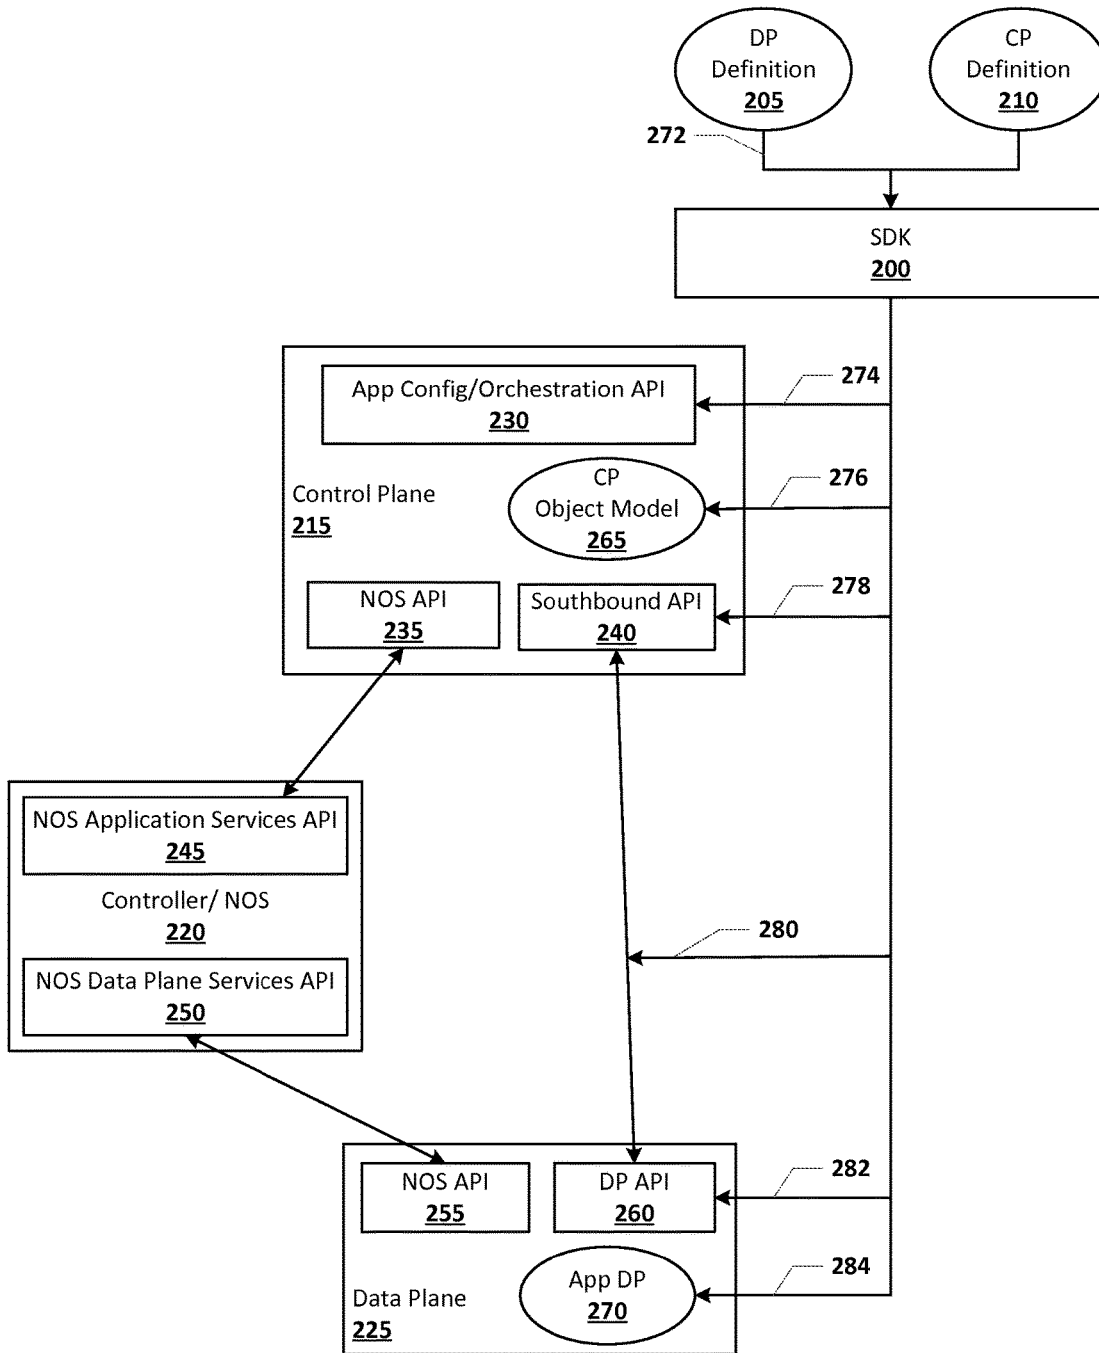 DP
Definition
205
CP
Definition
210
272
SDK
200
App Config/Orchestration API
230
274
CP
Object Model
265
276
Control Plane
215
NOS API
235
Southbound API
240
278
NOS Application Services API
245
Controller/ NOS
220
NOS Data Plane Services API
250
280
NOS API
255
DP API
260
282
App DP
270
284
Data Plane
225